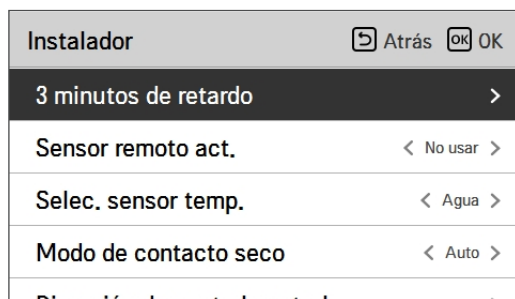 Instalador Atrás OK OK
3 minutos de retardo >
Sensor remoto act. < No usar >
Selec. sensor temp. < Agua >
Modo de contacto seco < Auto >